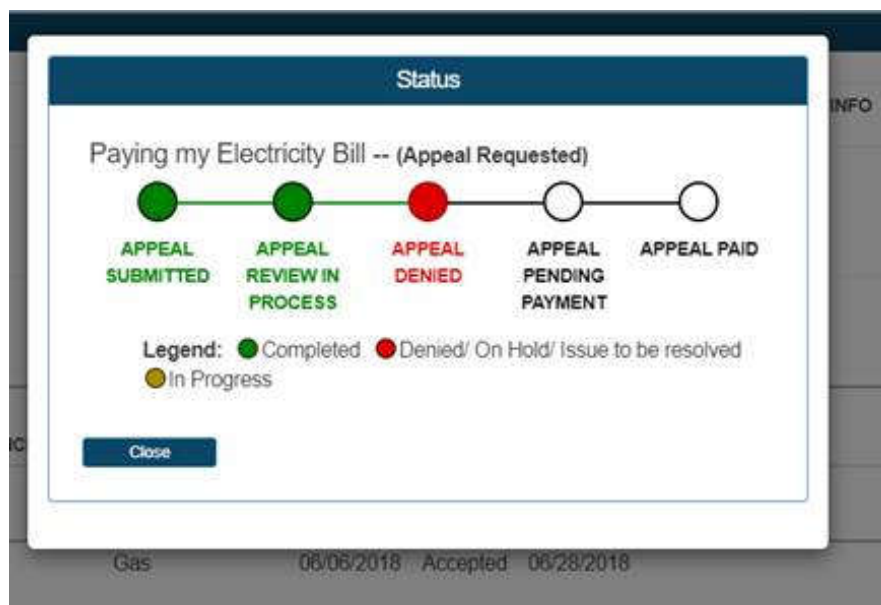 Status
INFO
Paying my Electricity Bill -- (Appeal Requested)
APPEAL SUBMITTED
APPEAL REVIEW IN PROCESS
APPEAL DENIED
APPEAL PENDING PAYMENT
APPEAL PAID
Legend: Completed Denied/ On Hold/ Issue to be resolved
In Progress
IC
Close
Gas 06/06/2018 Accepted 06/28/2018